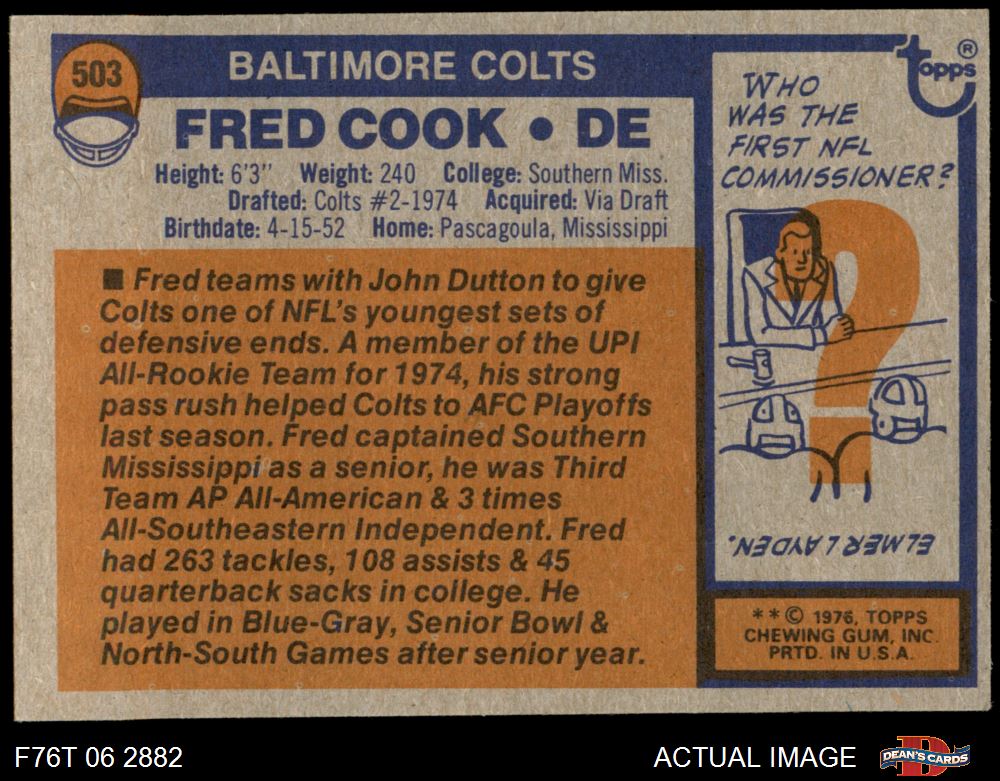 503
BALTIMORE COLTS
FRED COOK • DE
Height: 6'3" Weight: 240 College: Southern Miss.
Drafted: Colts #2-1974 Acquired: Via Draft
Birthdate: 4-15-52 Home: Pascagoula, Mississippi
■ Fred teams with John Dutton to give
Colts one of NFL's youngest sets of
defensive ends. A member of the UPI
All-Rookie Team for 1974, his strong
pass rush helped Colts to AFC Playoffs
last season. Fred captained Southern
Mississippi as a senior, he was Third
Team AP All-American & 3 times
All-Southeastern Independent. Fred
had 263 tackles, 108 assists & 45
quarterback sacks in college. He
played in Blue-Gray, Senior Bowl &
North-South Games after senior year.
topps ®
WHO
WAS THE
FIRST NFL
COMMISSIONER?
?
ELMER LAYDEN.
** © 1976, TOPPS
CHEWING GUM, INC.
PRTD. IN U.S.A.
F76T 06 2882
ACTUAL IMAGE
DEAN'S CARDS